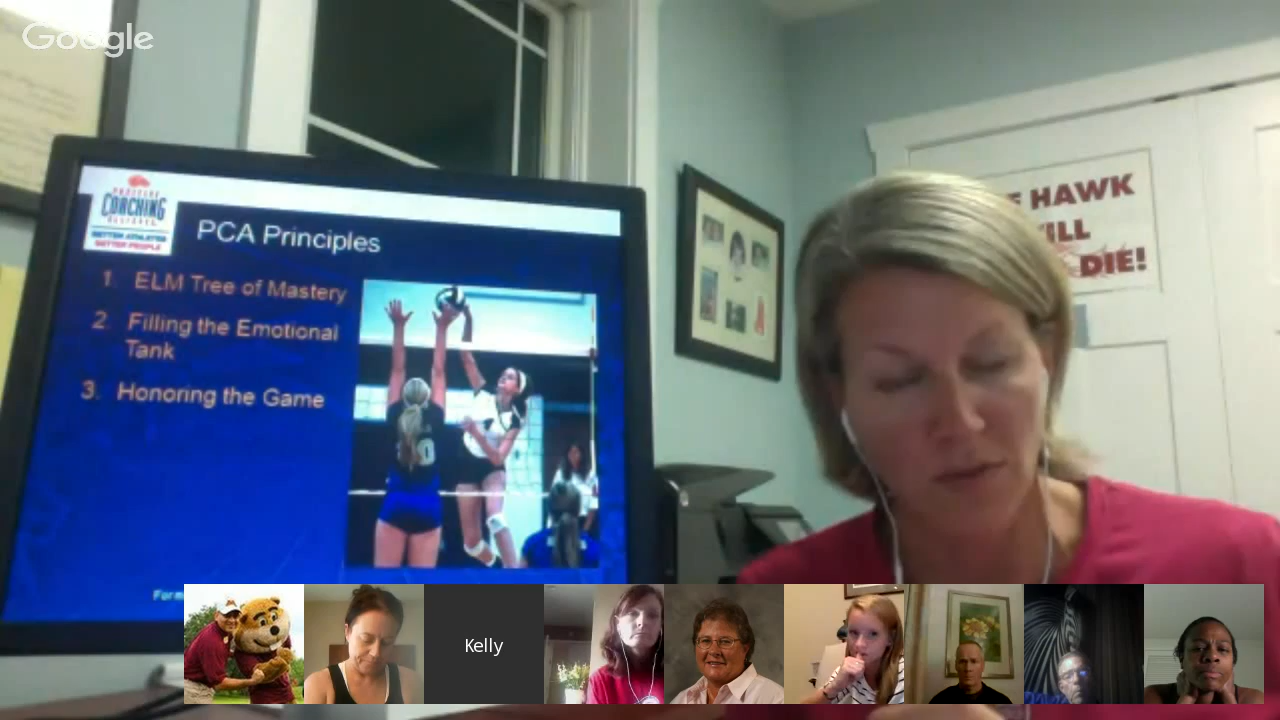 Google
POSITIVE
COACHING
ALLIANCE
BETTER ATHLETES
BETTER PEOPLE
PCA Principles
1. ELM Tree of Mastery
2. Filling the Emotional
Tank
3. Honoring the Game
HAWK
DIE!
Kelly